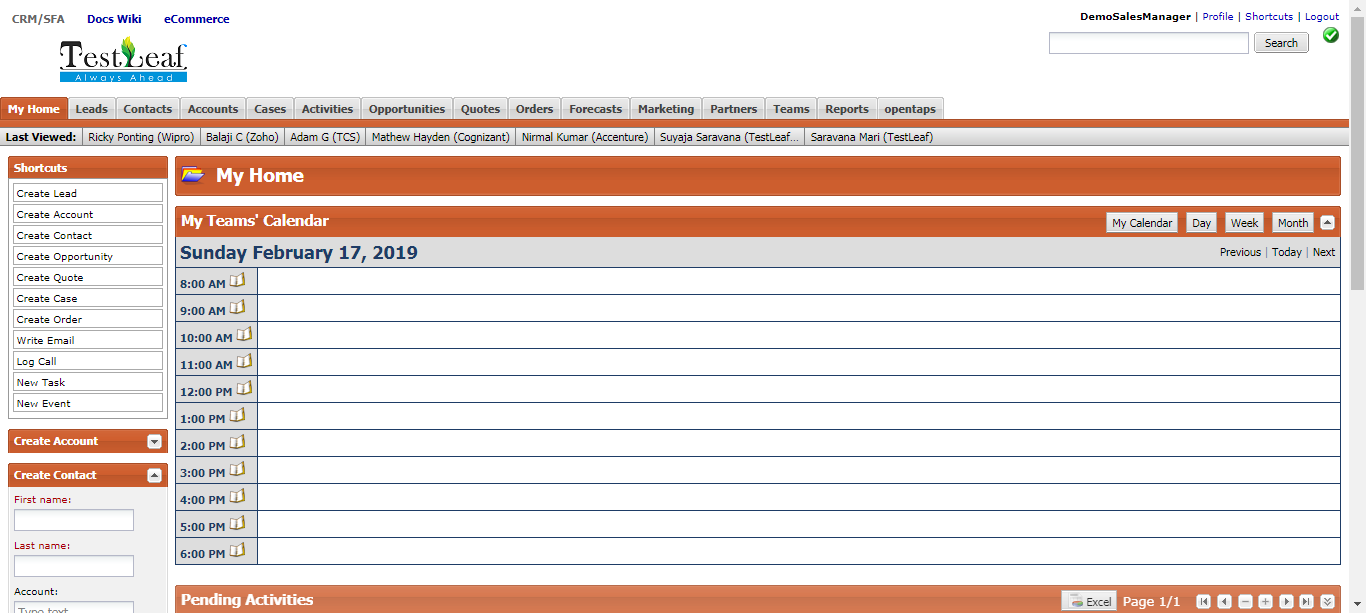 CRM/SFA Docs Wiki eCommerce
DemoSalesManager | Profile | Shortcuts | Logout
Search
TestLeaf
Always Ahead
My Home Leads Contacts Accounts Cases Activities Opportunities Quotes Orders Forecasts Marketing Partners Teams Reports opentaps
Last Viewed: Ricky Ponting (Wipro) Balaji C (Zoho) Adam G (TCS) Mathew Hayden (Cognizant) Nirmal Kumar (Accenture) Suyaja Saravana (TestLeaf... Saravana Mari (TestLeaf)
Shortcuts
Create Lead
Create Account
Create Contact
Create Opportunity
Create Quote
Create Case
Create Order
Write Email
Log Call
New Task
New Event
Create Account
Create Contact
First name:
Last name:
Account:
Type text
My Home
My Teams' Calendar
My Calendar Day Week Month
Sunday February 17, 2019
Previous | Today | Next
8:00 AM
9:00 AM
10:00 AM
11:00 AM
12:00 PM
1:00 PM
2:00 PM
3:00 PM
4:00 PM
5:00 PM
6:00 PM
Pending Activities
Excel Page 1/1